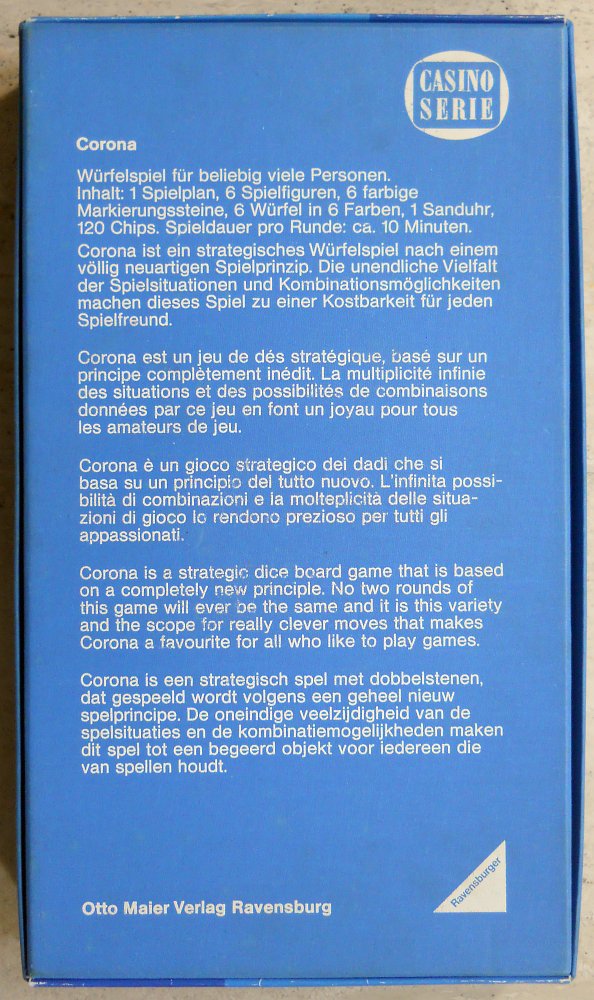 CASINO
SERIE
Corona
Würfelspiel für beliebig viele Personen.
Inhalt: 1 Spielplan, 6 Spielfiguren, 6 farbige
Markierungssteine, 6 Würfel in 6 Farben, 1 Sanduhr,
120 Chips. Spieldauer pro Runde: ca. 10 Minuten.
Corona ist ein strategisches Würfelspiel nach einem
völlig neuartigen Spielprinzip. Die unendliche Vielfalt
der Spielsituationen und Kombinationsmöglichkeiten
machen dieses Spiel zu einer Kostbarkeit für jeden
Spielfreund.
Corona est un jeu de dés stratégique, basé sur un
principe complètement inédit. La multiplicité infinie
des situations et des possibilités de combinaisons
données par ce jeu en font un joyau pour tous
les amateurs de jeu.
Corona è un gioco strategico dei dadi che si
basa su un principio del tutto nuovo. L'infinita possi-
bilità di combinazioni e la molteplicità delle situa-
zioni di gioco lo rendono prezioso per tutti gli
appassionati.
Corona is a strategic dice board game that is based
on a completely new principle. No two rounds of
this game will ever be the same and it is this variety
and the scope for really clever moves that makes
Corona a favourite for all who like to play games.
Corona is een strategisch spel met dobbelstenen,
dat gespeeld wordt volgens een geheel nieuw
spelprincipe. De oneindige veelzijdigheid van de
spelsituaties en de kombinatiemogelijkheden maken
dit spel tot een begeerd objekt voor iedereen die
van spellen houdt.
Otto Maier Verlag Ravensburg
Ravensburger